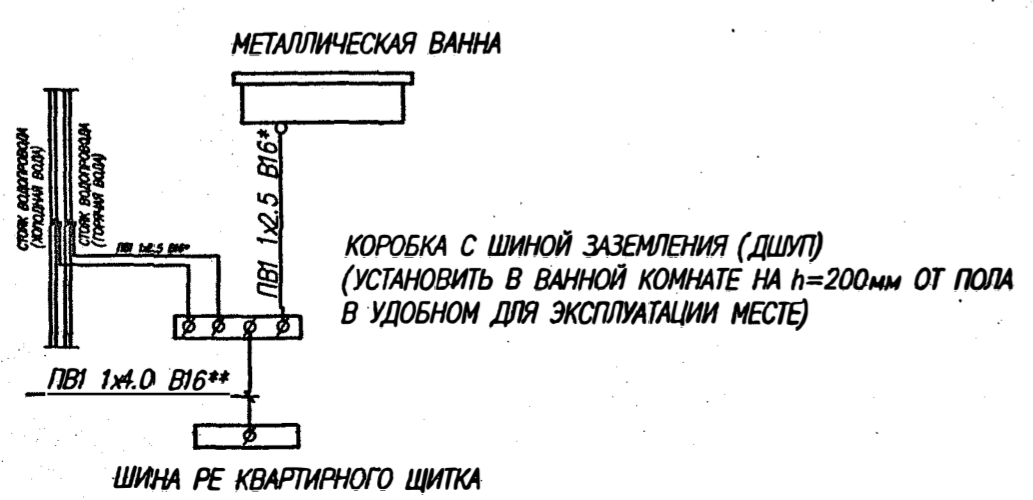 МЕТАЛЛИЧЕСКАЯ ВАННА
СТОЯК ВОДОПРОВОДА
(ХОЛОДНАЯ ВОДА)
СТОЯК ВОДОПРОВОДА
(ГОРЯЧАЯ ВОДА)
ПВ1 1х2.5 В16*
ПВ1 1х2.5 В16*
КОРОБКА С ШИНОЙ ЗАЗЕМЛЕНИЯ (ДШУП)
(УСТАНОВИТЬ В ВАННОЙ КОМНАТЕ НА h=200мм ОТ ПОЛА
В УДОБНОМ ДЛЯ ЭКСПЛУАТАЦИИ МЕСТЕ)
ПВ1 1х4.0 В16**
ШИНА РЕ КВАРТИРНОГО ЩИТКА